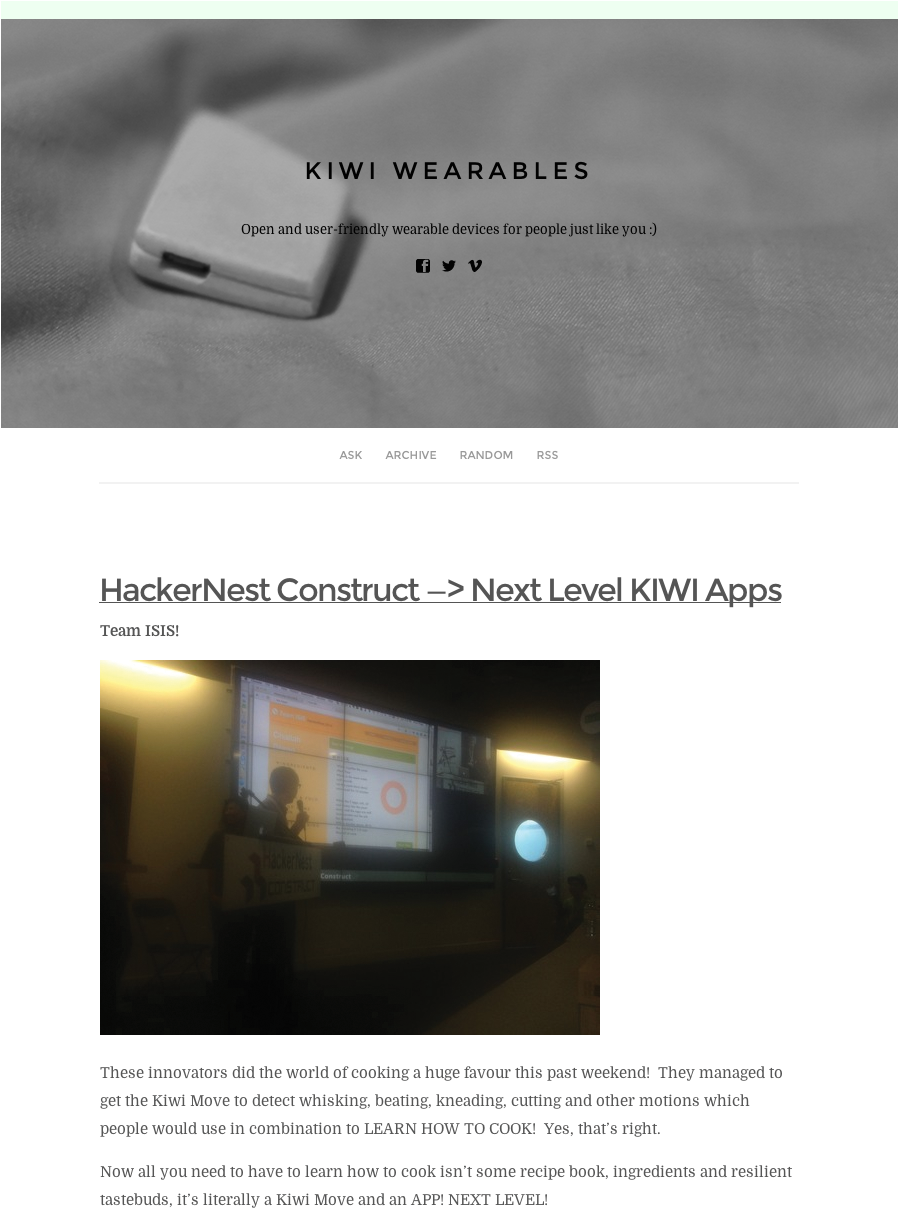 KIWI WEARABLES
Open and user-friendly wearable devices for people just like you :)
ASK ARCHIVE RANDOM RSS
HackerNest Construct —> Next Level KIWI Apps
Team ISIS!
HackerNest
CONSTRUCT
Construct
These innovators did the world of cooking a huge favour this past weekend!  They managed to
get the Kiwi Move to detect whisking, beating, kneading, cutting and other motions which
people would use in combination to LEARN HOW TO COOK!  Yes, that’s right.
Now all you need to have to learn how to cook isn’t some recipe book, ingredients and resilient
tastebuds, it’s literally a Kiwi Move and an APP! NEXT LEVEL!